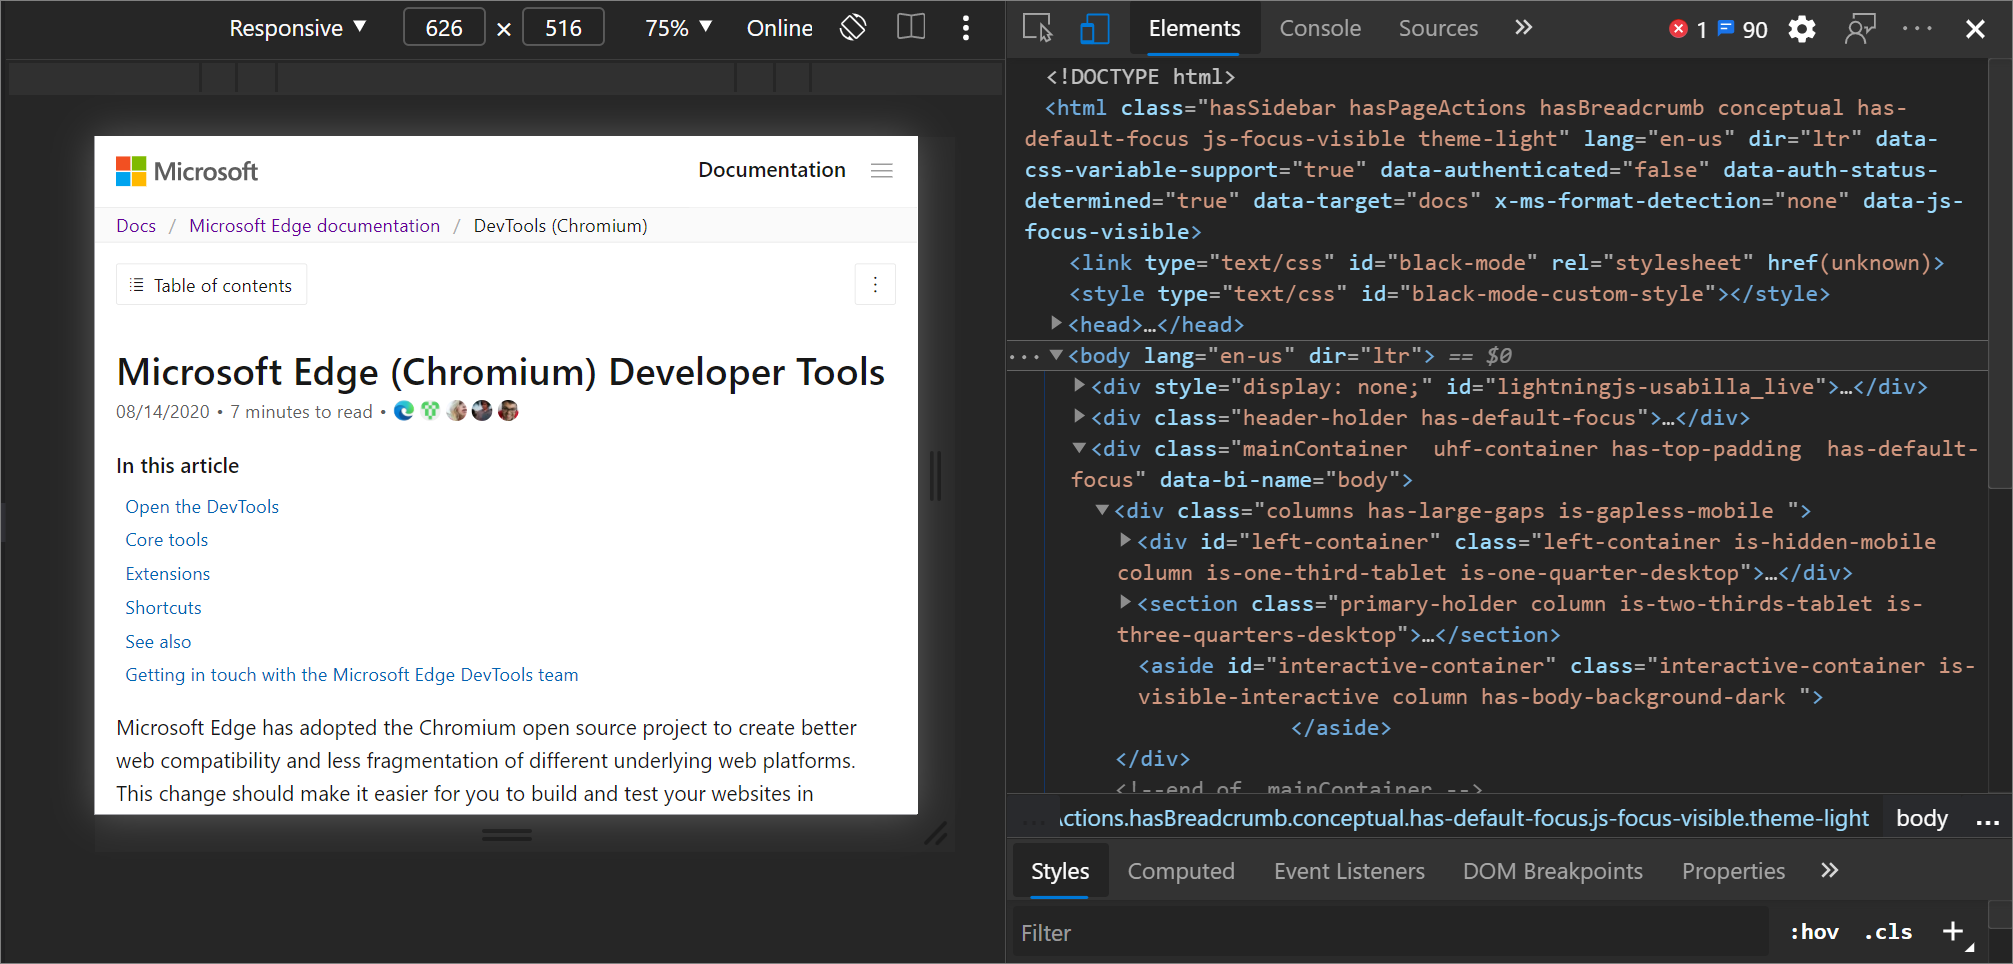 Responsive ▼ 626 × 516 75% ▼ Online
Microsoft
Documentation
Docs / Microsoft Edge documentation / DevTools (Chromium)
Table of contents
Microsoft Edge (Chromium) Developer Tools
08/14/2020 • 7 minutes to read •
In this article
Open the DevTools
Core tools
Extensions
Shortcuts
See also
Getting in touch with the Microsoft Edge DevTools team
Microsoft Edge has adopted the Chromium open source project to create better
web compatibility and less fragmentation of different underlying web platforms.
This change should make it easier for you to build and test your websites in
Elements Console Sources » 1 90
<!DOCTYPE html>
<html class="hasSidebar hasPageActions hasBreadcrumb conceptual has-
default-focus js-focus-visible theme-light" lang="en-us" dir="ltr" data-
css-variable-support="true" data-authenticated="false" data-auth-status-
determined="true" data-target="docs" x-ms-format-detection="none" data-js-
focus-visible>
<link type="text/css" id="black-mode" rel="stylesheet" href(unknown)>
<style type="text/css" id="black-mode-custom-style"></style>
<head>…</head>
<body lang="en-us" dir="ltr"> == $0
<div style="display: none;" id="lightningjs-usabilla_live">…</div>
<div class="header-holder has-default-focus">…</div>
<div class="mainContainer  uhf-container has-top-padding  has-default-
focus" data-bi-name="body">
<div class="columns has-large-gaps is-gapless-mobile ">
<div id="left-container" class="left-container is-hidden-mobile
column is-one-third-tablet is-one-quarter-desktop">…</div>
<section class="primary-holder column is-two-thirds-tablet is-
three-quarters-desktop">…</section>
<aside id="interactive-container" class="interactive-container is-
visible-interactive column has-body-background-dark ">
</aside>
</div>
<!--end of .mainContainer -->
... Actions.hasBreadcrumb.conceptual.has-default-focus.js-focus-visible.theme-light body ...
Styles Computed Event Listeners DOM Breakpoints Properties »
Filter :hov .cls +